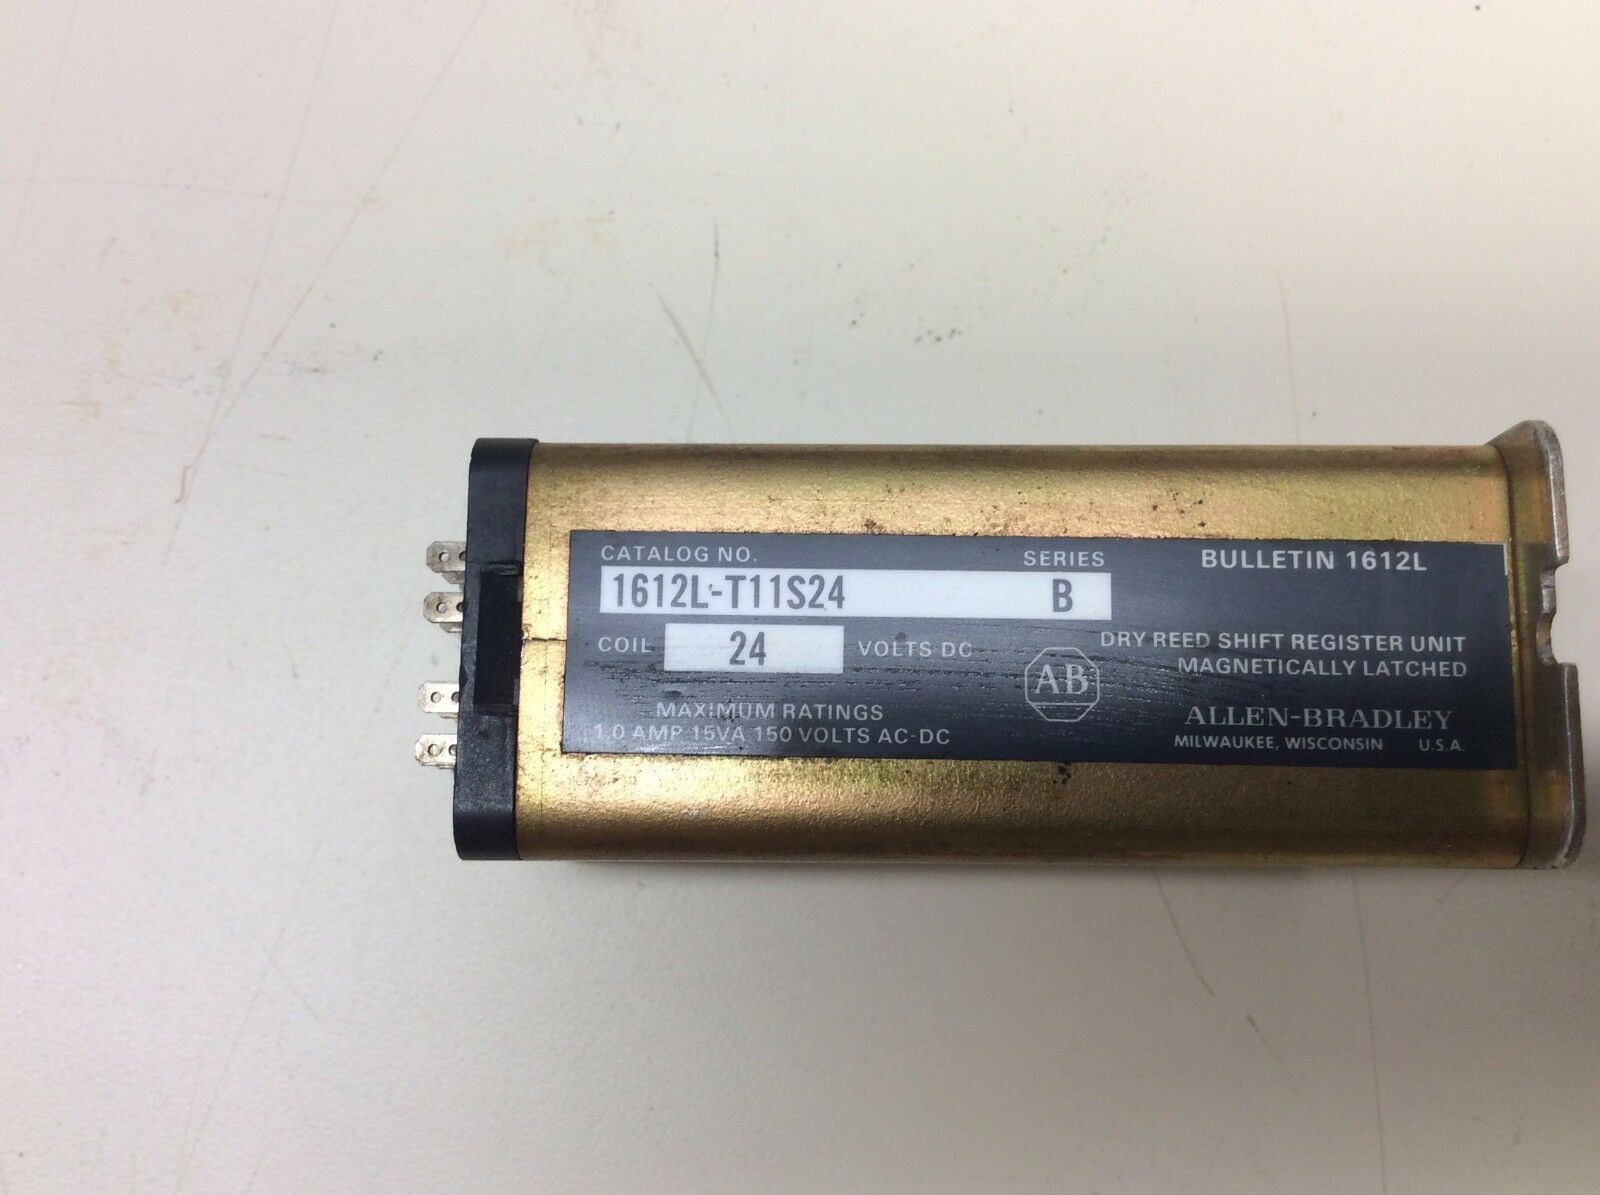 CATALOG NO. SERIES BULLETIN 1612L
1612L-T11S24 B
COIL 24 VOLTS DC
DRY REED SHIFT REGISTER UNIT
MAGNETICALLY LATCHED
AB
MAXIMUM RATINGS
1.0 AMP 15VA 150 VOLTS AC-DC
ALLEN-BRADLEY
MILWAUKEE, WISCONSIN U.S.A.